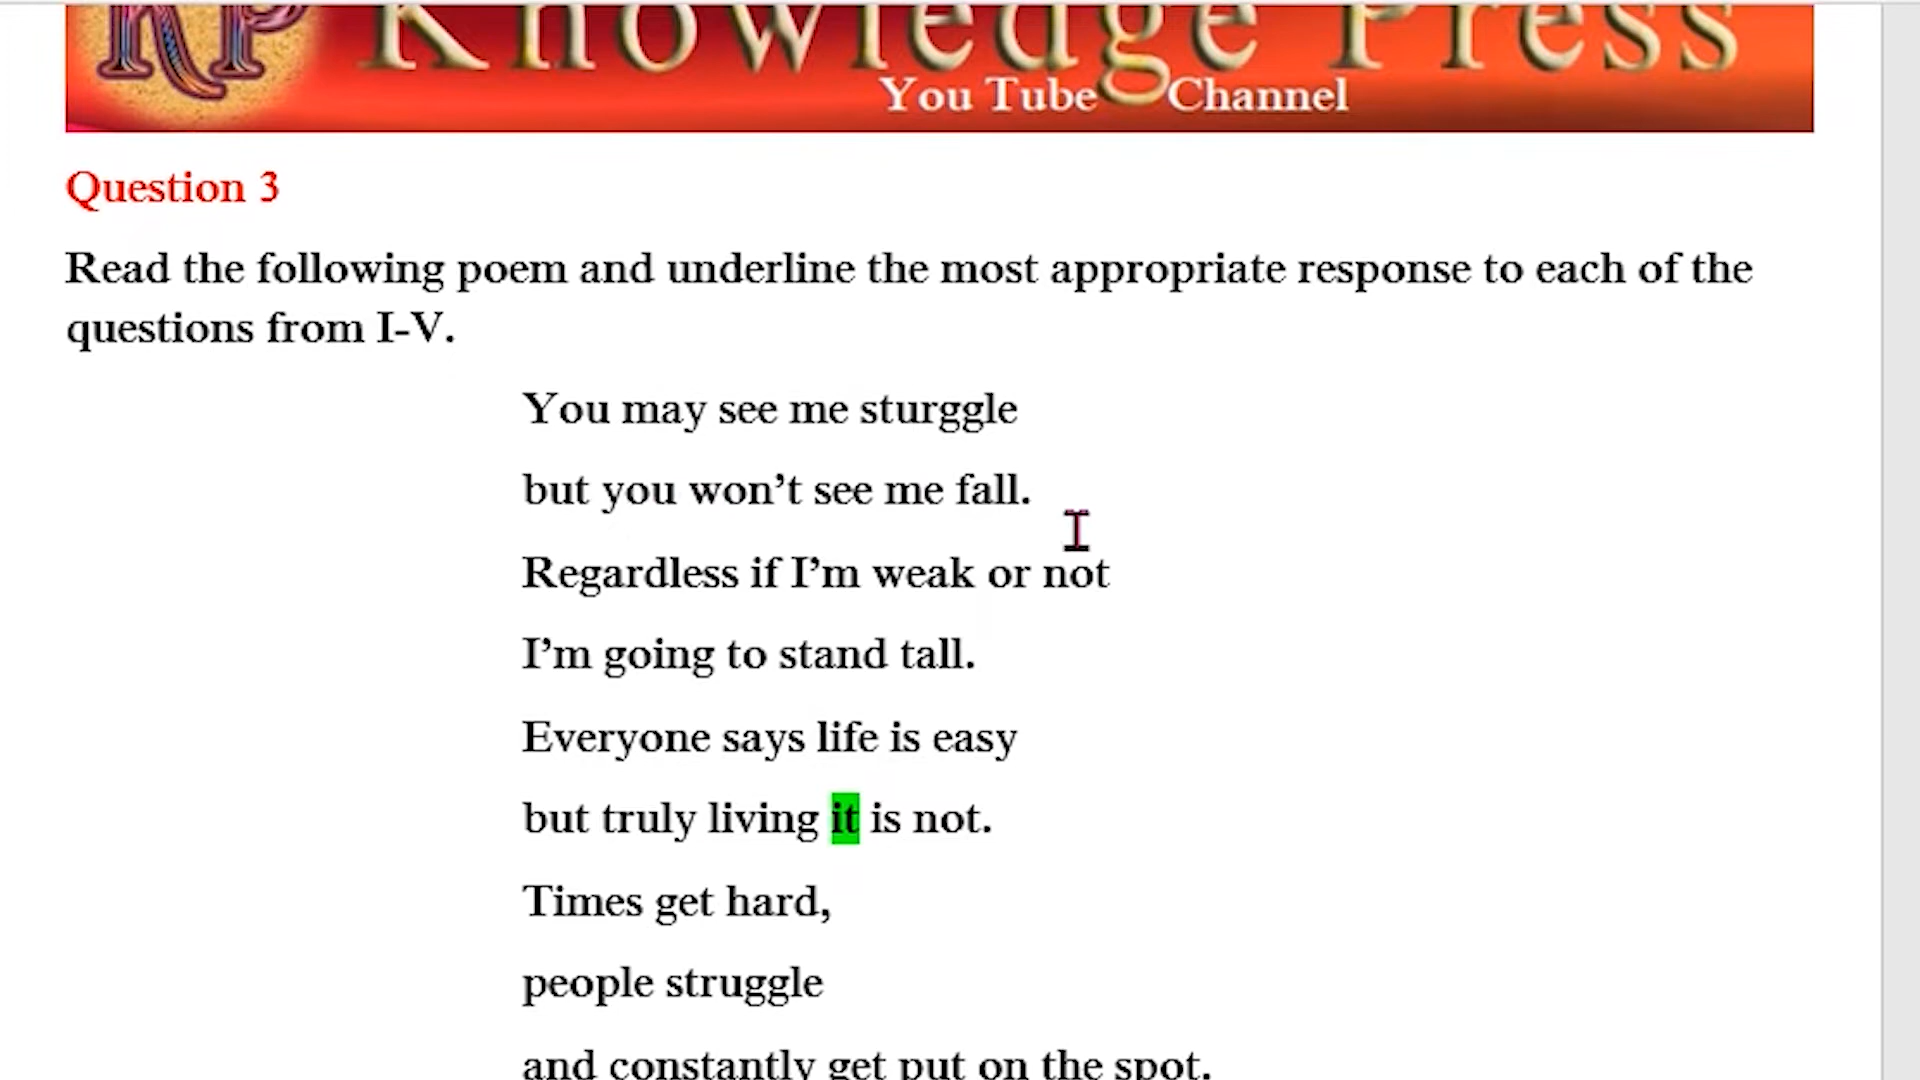 KP Knowledge Press
You Tube Channel
Question 3
Read the following poem and underline the most appropriate response to each of the
questions from I-V.
You may see me sturggle
but you won’t see me fall.
Regardless if I’m weak or not
I’m going to stand tall.
Everyone says life is easy
but truly living it is not.
Times get hard,
people struggle
and constantly get put on the spot.